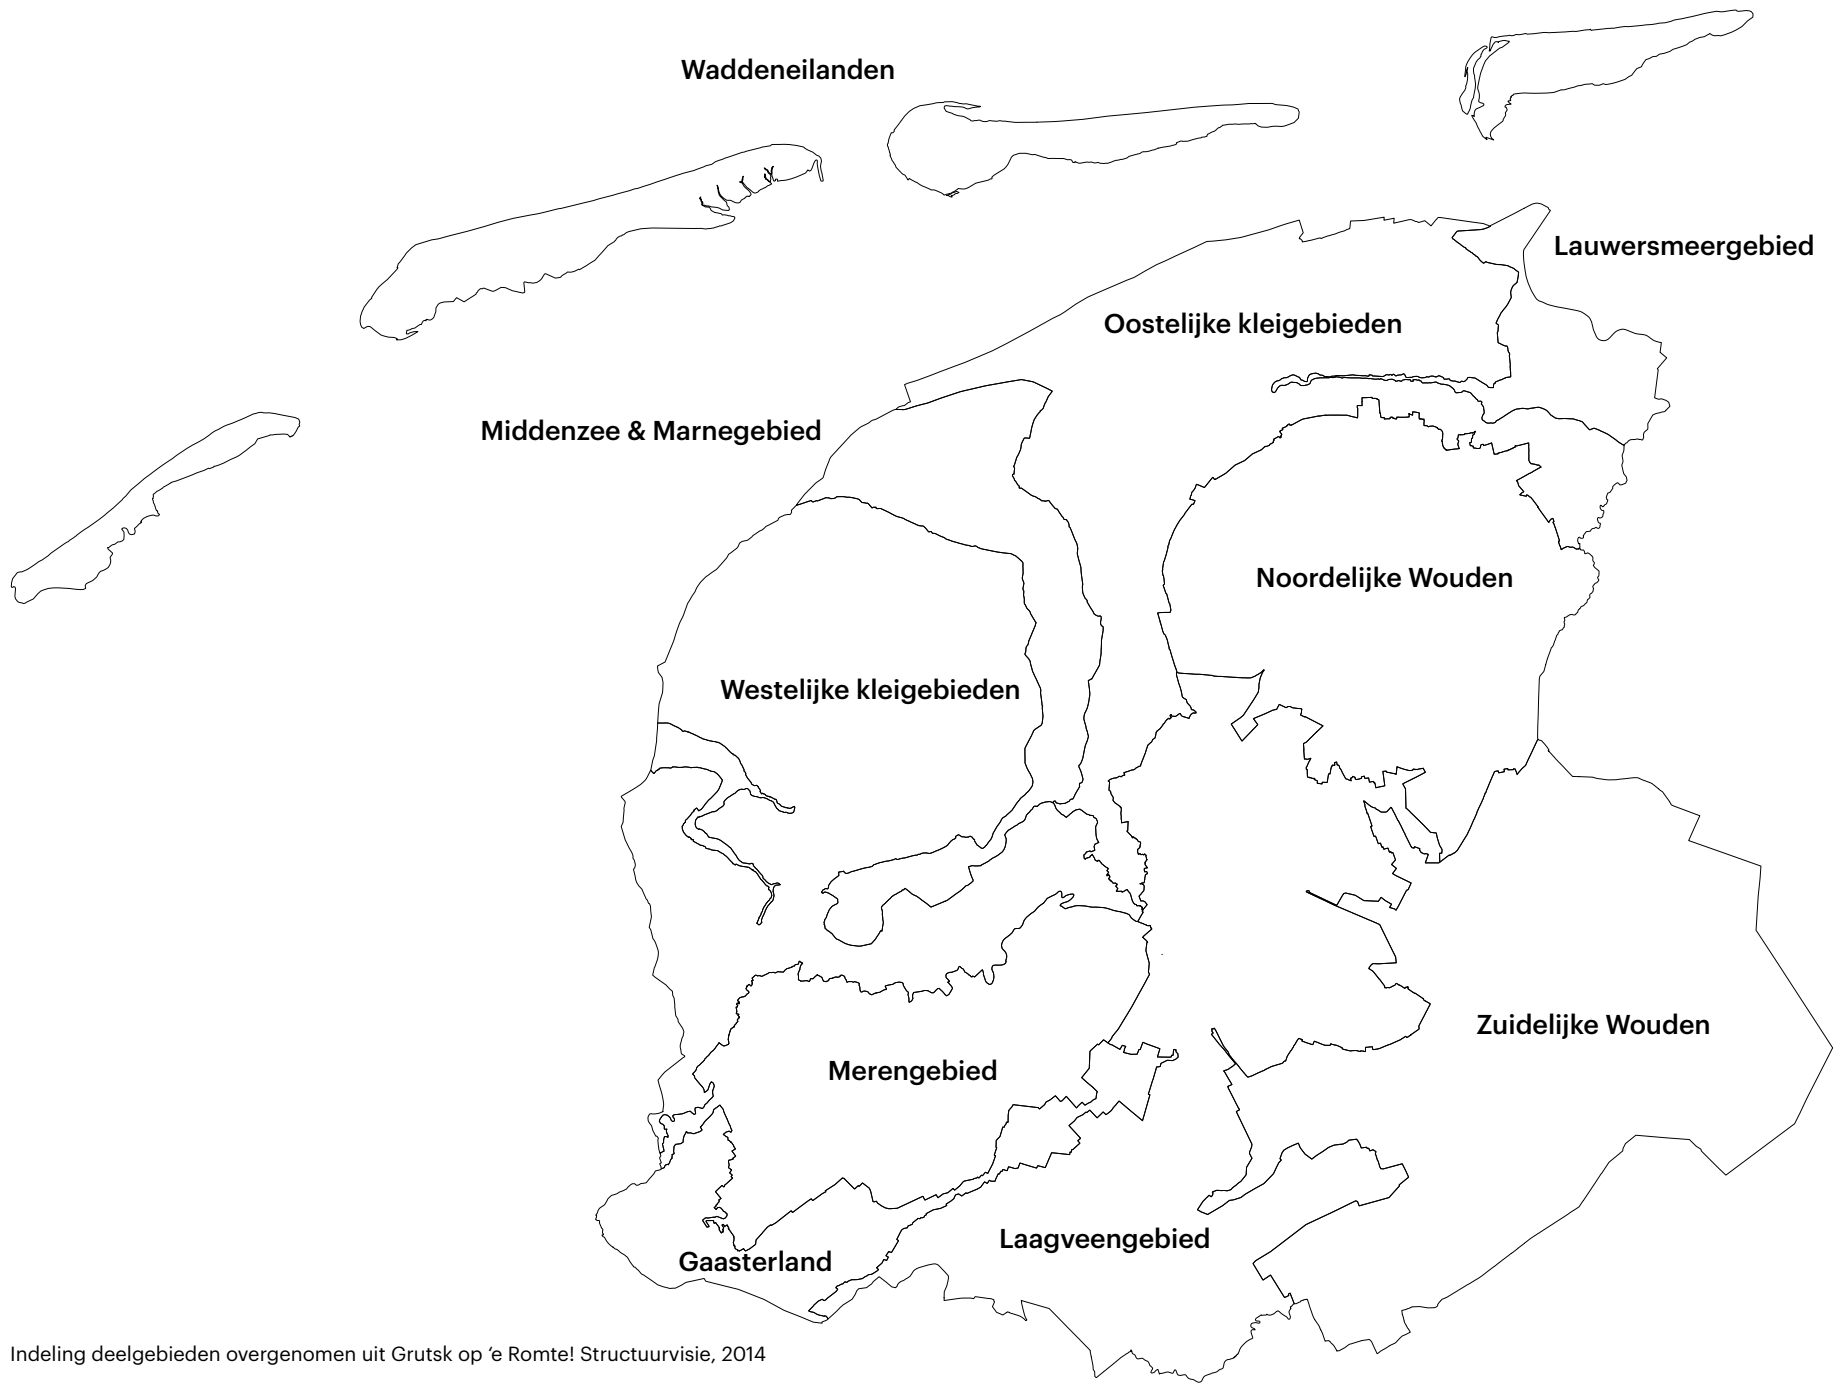 Waddeneilanden
Lauwersmeergebied
Oostelijke kleigebieden
Middenzee & Marnegebied
Noordelijke Wouden
Westelijke kleigebieden
Zuidelijke Wouden
Merengebied
Laagveengebied
Gaasterland
Indeling deelgebieden overgenomen uit Grutsk op ’e Romte! Structuurvisie, 2014